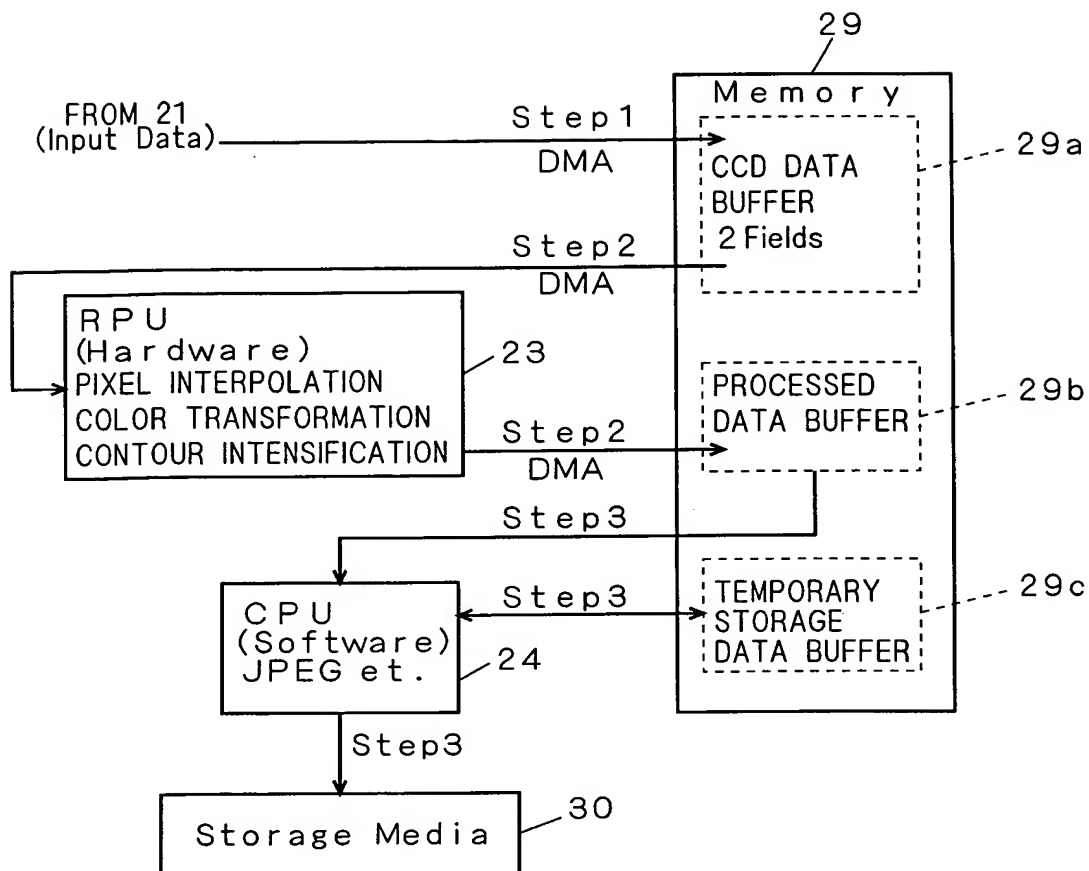 29
Memory
FROM 21
(Input Data)
Step1
DMA
CCD DATA
BUFFER
2 Fields
29a
Step2
DMA
RPU
(Hardware)
PIXEL INTERPOLATION
COLOR TRANSFORMATION
CONTOUR INTENSIFICATION
23
Step2
DMA
PROCESSED
DATA BUFFER
29b
Step3
CPU
(Software)
JPEG et.
24
Step3
TEMPORARY
STORAGE
DATA BUFFER
29c
Step3
Storage Media
30